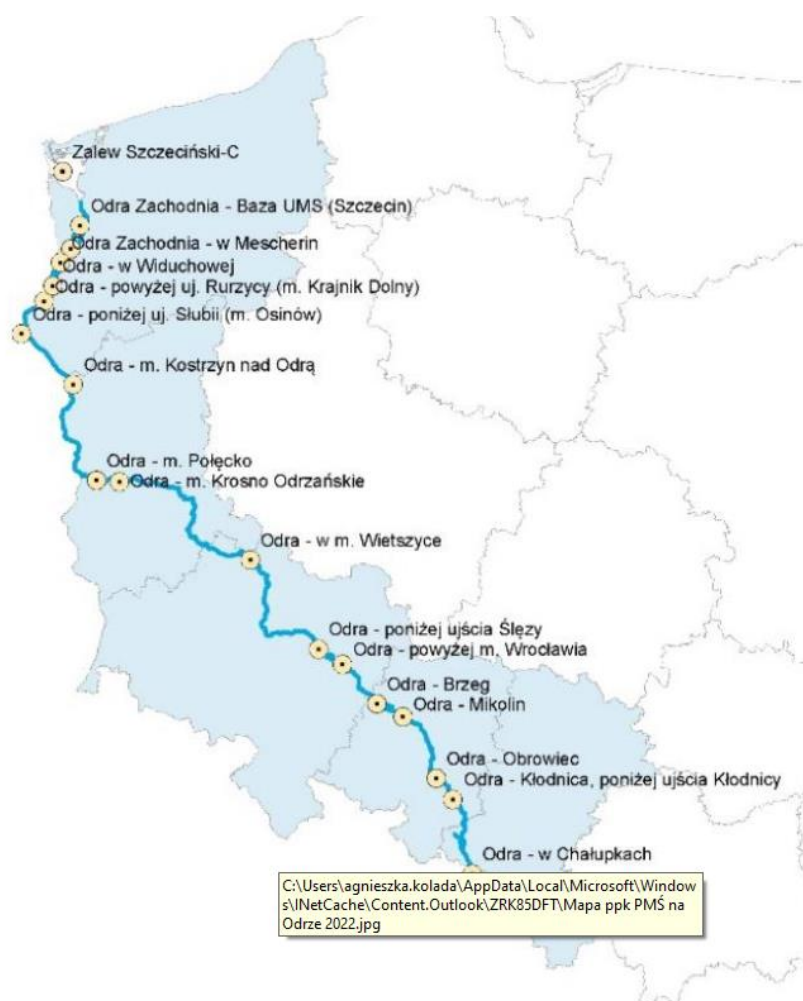 Zalew Szczeciński-C
Odra Zachodnia - Baza UMS (Szczecin)
Odra Zachodnia - w Mescherin
Odra - w Widuchowej
Odra - powyżej uj. Rurzycy (m. Krajnik Dolny)
Odra - poniżej uj. Słubii (m. Osinów)
Odra - m. Kostrzyn nad Odrą
Odra - m. Połęcko
Odra - m. Krosno Odrzańskie
Odra - w m. Wietszyce
Odra - poniżej ujścia Ślęzy
Odra - powyżej m. Wrocławia
Odra - Brzeg
Odra - Mikolin
Odra - Obrowiec
Odra - Kłodnica, poniżej ujścia Kłodnicy
Odra - w Chałupkach
C:\Users\agnieszka.kolada\AppData\Local\Microsoft\Window
s\INetCache\Content.Outlook\ZRK85DFT\Mapa ppk PMŚ na
Odrze 2022.jpg